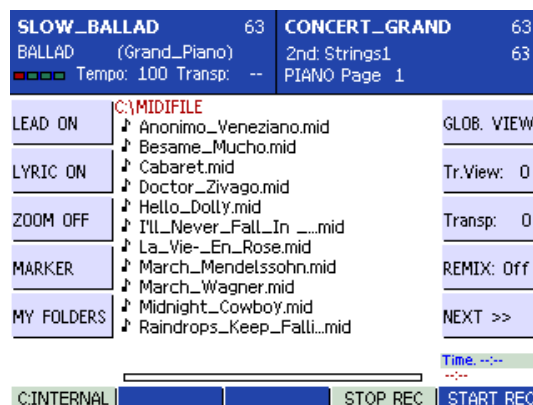 SLOW_BALLAD 63
BALLAD (Grand_Piano)
Tempo: 100 Transp: --
CONCERT_GRAND 63
2nd: Strings1 63
PIANO Page 1
LEAD ON
LYRIC ON
ZOOM OFF
MARKER
MY FOLDERS
C:\MIDIFILE
Anonimo_Veneziano.mid
Besame_Mucho.mid
Cabaret.mid
Doctor_Zivago.mid
Hello_Dolly.mid
I'll_Never_Fall_In _...mid
La_Vie-_En_Rose.mid
March_Mendelssohn.mid
March_Wagner.mid
Midnight_Cowboy.mid
Raindrops_Keep_Falli...mid
GLOB. VIEW
Tr.View: 0
Transp: 0
REMIX: Off
NEXT >>
Time. --:--
--:--
C:INTERNAL
STOP REC
START REC